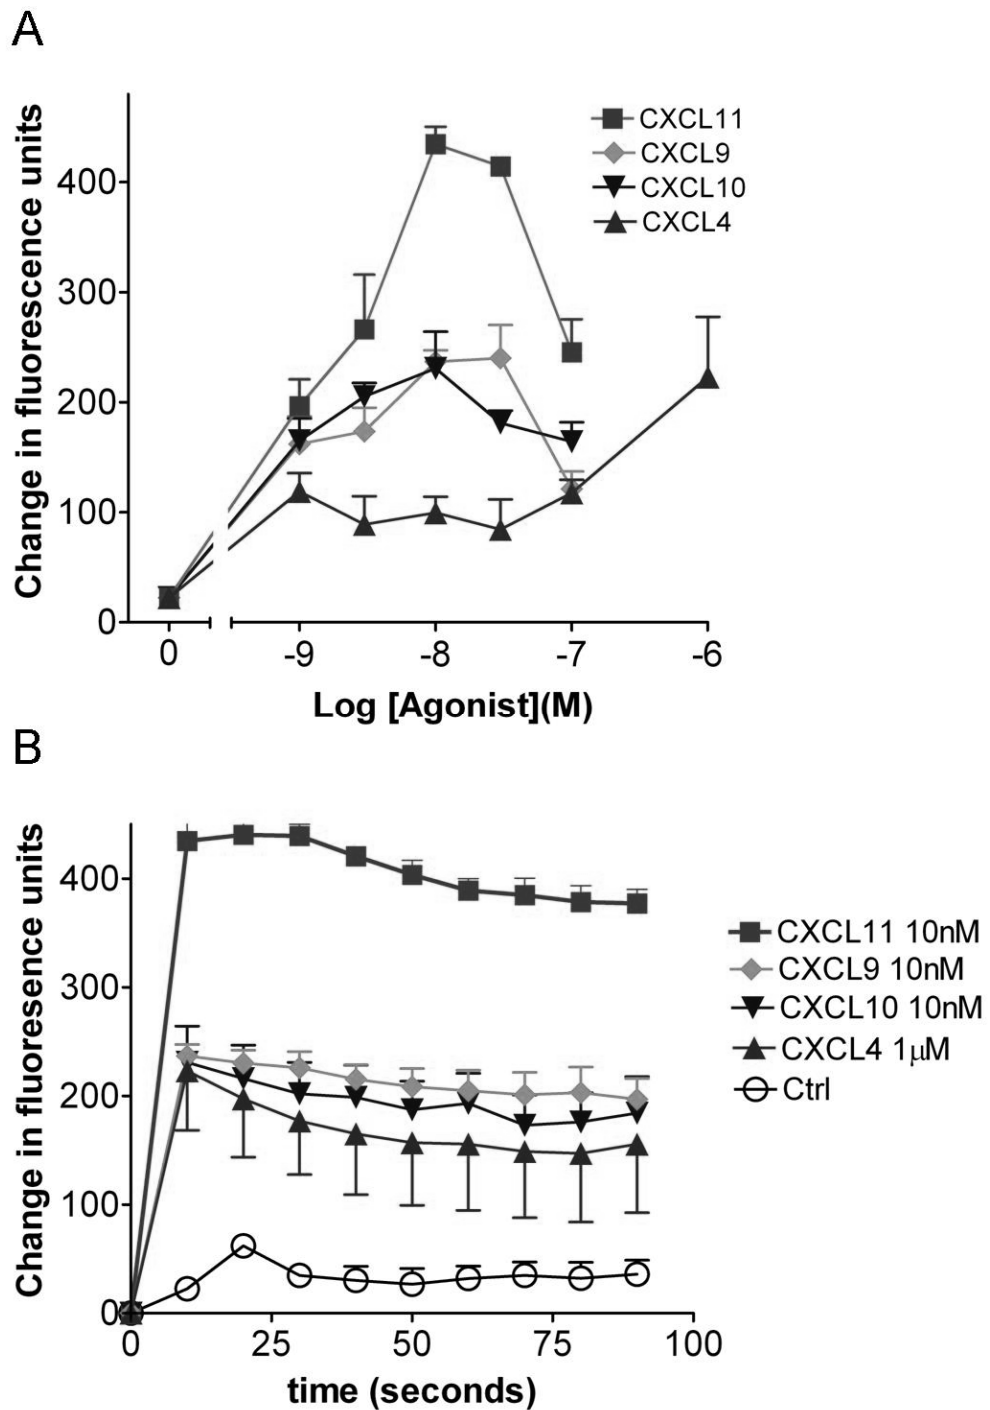 A
Change in fluorescence units
400
300
200
100
0
0 -9 -8 -7 -6
Log [Agonist](M)
CXCL11
CXCL9
CXCL10
CXCL4
B
Change in fluoresence units
400
300
200
100
0
0 25 50 75 100
time (seconds)
CXCL11 10nM
CXCL9 10nM
CXCL10 10nM
CXCL4 1μM
Ctrl